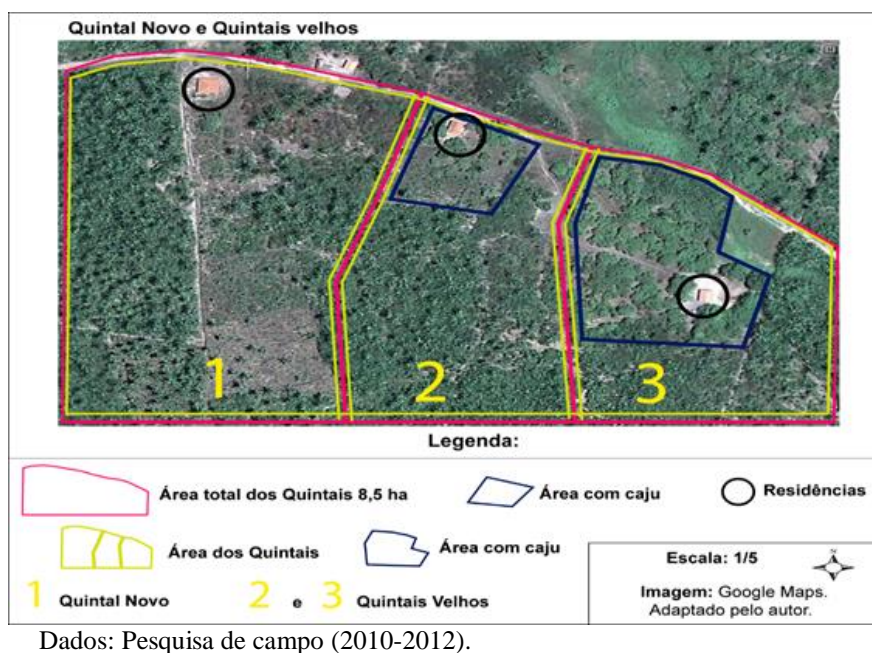 Quintal Novo e Quintais velhos
1
2
3
Legenda:
Área total dos Quintais 8,5 ha
Área com caju
Residências
Área dos Quintais
Área com caju
1 Quintal Novo
2 e 3 Quintais Velhos
Escala: 1/5
N
Imagem: Google Maps.
Adaptado pelo autor.
Dados: Pesquisa de campo (2010-2012).